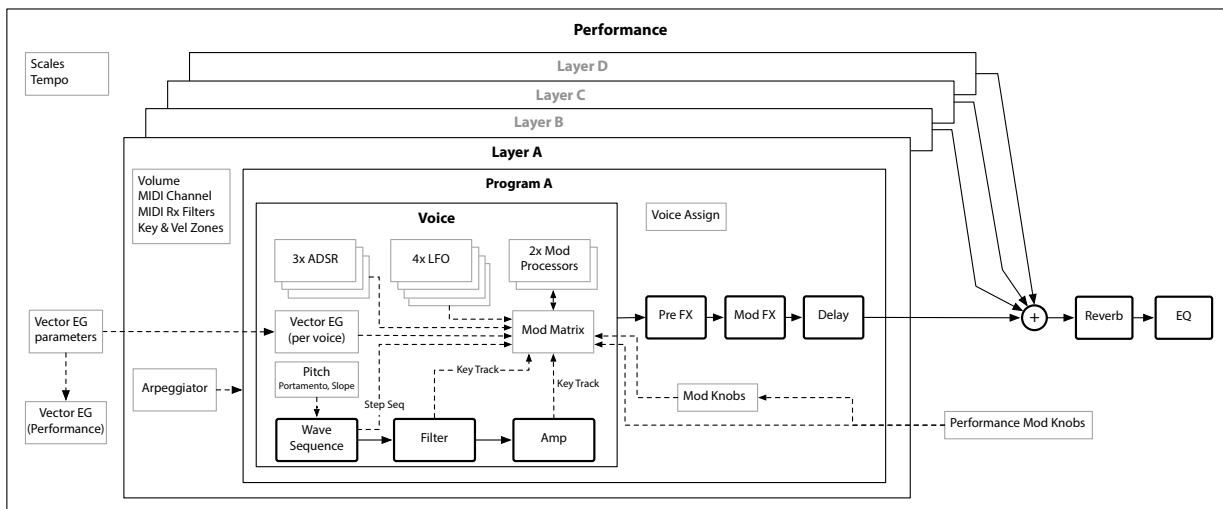 Performance
Scales
Tempo
Layer D
Layer C
Layer B
Layer A
Volume
MIDI Channel
MIDI Rx Filters
Key & Vel Zones
Program A
Voice
Voice Assign
3x ADSR
4x LFO
2x Mod
Processors
Vector EG
parameters
Vector EG
(per voice)
Mod Matrix
Pre FX
Mod FX
Delay
+
Reverb
EQ
Arpeggiator
Pitch
Portamento, Slope
Key Track
Key Track
Step Seq
Mod Knobs
Vector EG
(Performance)
Wave
Sequence
Filter
Amp
Performance Mod Knobs